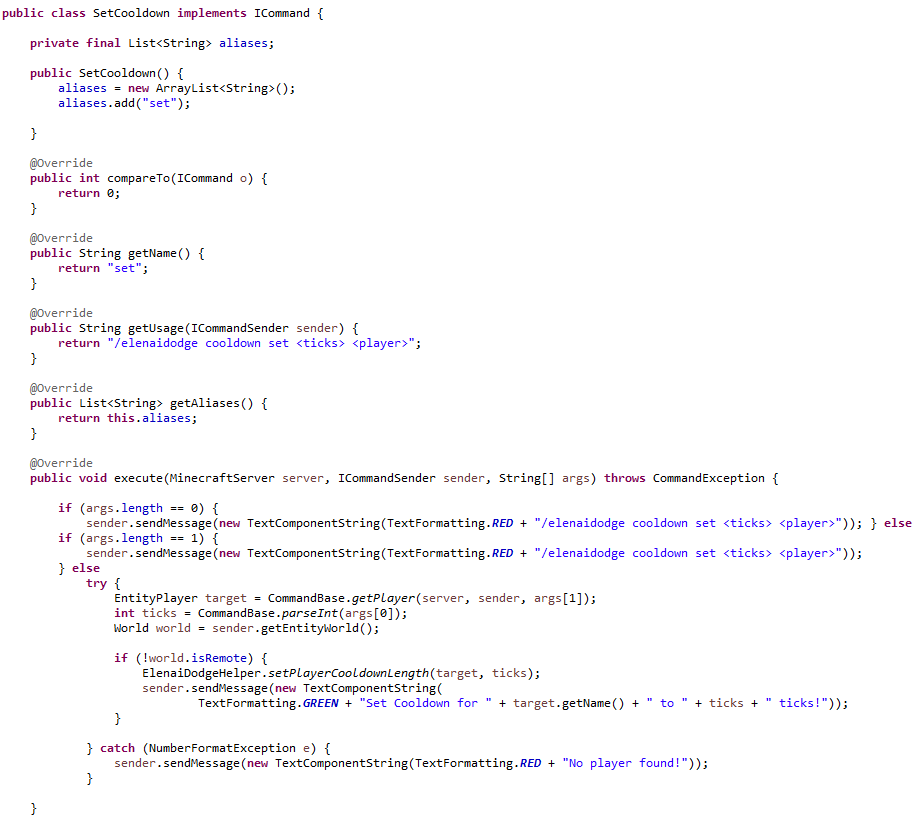 public class SetCooldown implements ICommand {
private final List<String> aliases;
public SetCooldown() {
aliases = new ArrayList<String>();
aliases.add("set");
}
@Override
public int compareTo(ICommand o) {
return 0;
}
@Override
public String getName() {
return "set";
}
@Override
public String getUsage(ICommandSender sender) {
return "/elenaidodge cooldown set <ticks> <player>";
}
@Override
public List<String> getAliases() {
return this.aliases;
}
@Override
public void execute(MinecraftServer server, ICommandSender sender, String[] args) throws CommandException {
if (args.length == 0) {
sender.sendMessage(new TextComponentString(TextFormatting.RED + "/elenaidodge cooldown set <ticks> <player>")); } else
if (args.length == 1) {
sender.sendMessage(new TextComponentString(TextFormatting.RED + "/elenaidodge cooldown set <ticks> <player>"));
} else
try {
EntityPlayer target = CommandBase.getPlayer(server, sender, args[1]);
int ticks = CommandBase.parseInt(args[0]);
World world = sender.getEntityWorld();
if (!world.isRemote) {
ElenaiDodgeHelper.setPlayerCooldownLength(target, ticks);
sender.sendMessage(new TextComponentString(
TextFormatting.GREEN + "Set Cooldown for " + target.getName() + " to " + ticks + " ticks!"));
}
} catch (NumberFormatException e) {
sender.sendMessage(new TextComponentString(TextFormatting.RED + "No player found!"));
}
}